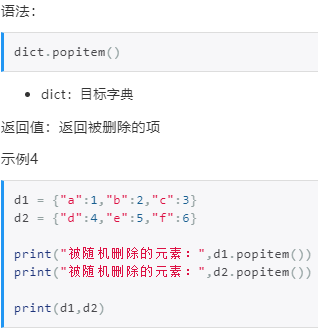 语法：
dict.popitem()
• dict：目标字典
返回值：返回被删除的项
示例4
d1 = {"a":1,"b":2,"c":3}
d2 = {"d":4,"e":5,"f":6}
print("被随机删除的元素：",d1.popitem())
print("被随机删除的元素：",d2.popitem())
print(d1,d2)